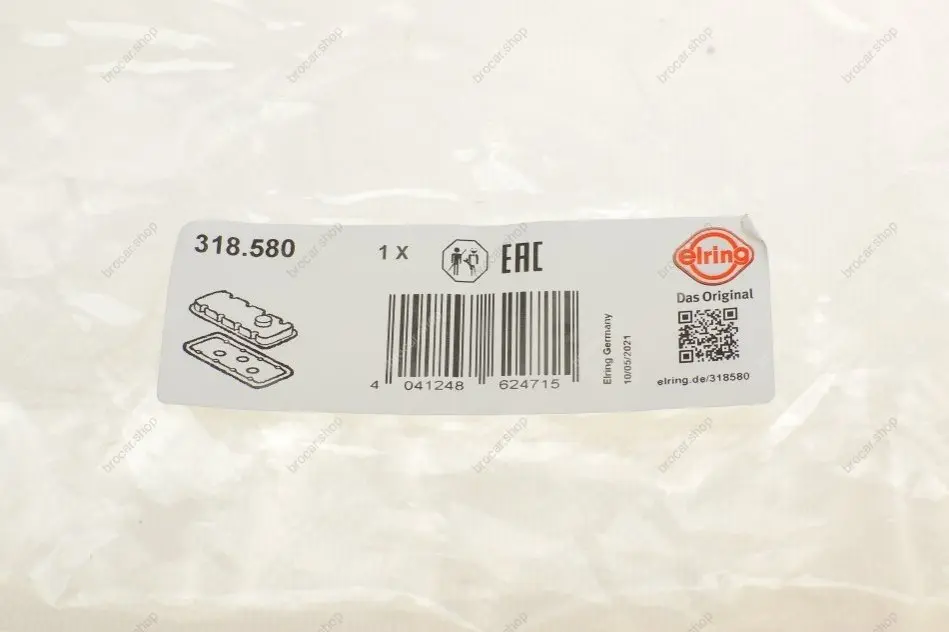 318.580
1 X
EAC
elring
Das Original
4 041248 624715
Elring Germany
10/05/2021
elring.de/318580
brocar.shop